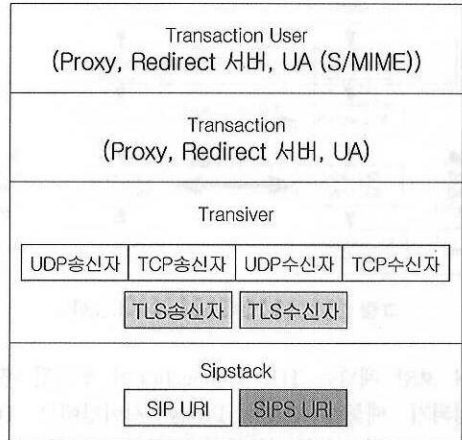 Transaction User
(Proxy, Redirect 서버, UA (S/MIME))
Transaction
(Proxy, Redirect 서버, UA)
Transiver
UDP송신자 TCP송신자 UDP수신자 TCP수신자
TLS송신자 TLS수신자
Sipstack
SIP URI SIPS URI